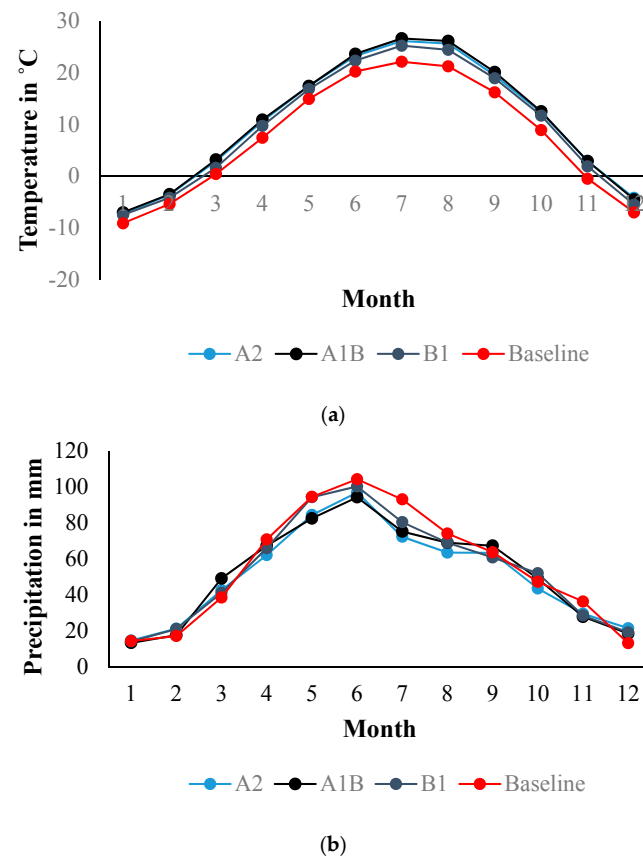 30
20
10
0
-10
-20
Temperature in ˚C
1 2 3 4 5 6 7 8 9 10 11 12
Month
A2 A1B B1 Baseline
(a)
120
100
80
60
40
20
0
Precipitation in mm
1 2 3 4 5 6 7 8 9 10 11 12
Month
A2 A1B B1 Baseline
(b)